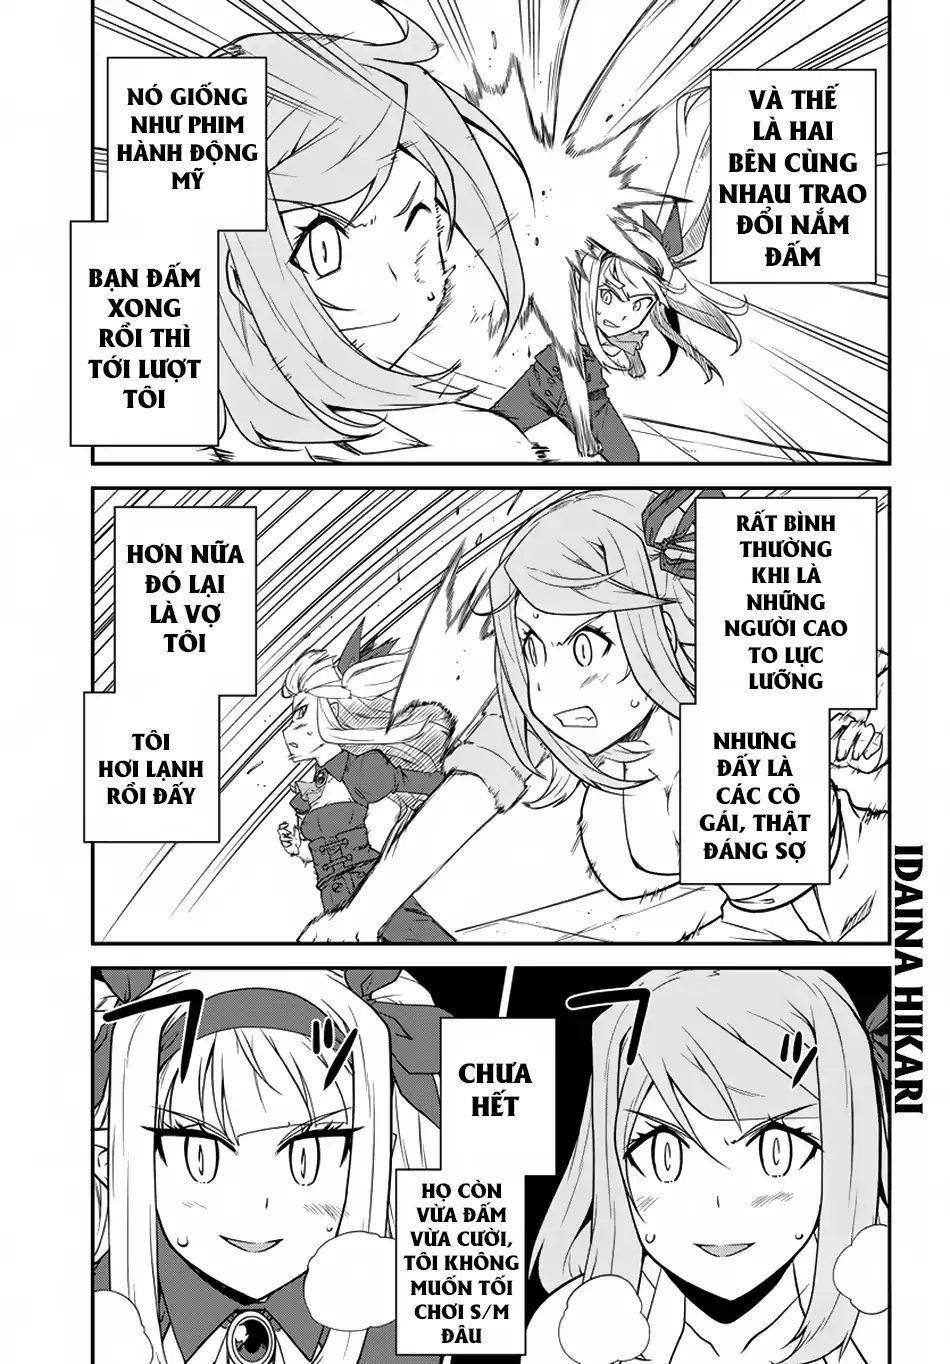 VÀ THẾ
LÀ HAI
BÊN CÙNG
NHAU TRAO
ĐỔI NẮM
ĐẤM
NÓ GIỐNG
NHƯ PHIM
HÀNH ĐỘNG
MỸ
BẠN ĐẤM
XONG
RỒI THÌ
TỚI LƯỢT
TÔI
RẤT BÌNH
THƯỜNG
KHI LÀ
NHỮNG
NGƯỜI CAO
TO LỰC
LƯỠNG
NHƯNG
ĐẤY LÀ
CÁC CÔ
GÁI, THẬT
ĐÁNG SỢ
HƠN NỮA
ĐÓ LẠI
LÀ VỢ
TÔI
TÔI
HƠI LẠNH
RỒI ĐẤY
CHƯA
HẾT
HỌ CÒN
VỪA ĐẤM
VỪA CƯỜI,
TÔI KHÔNG
MUỐN TỐI
CHƠI S/M
ĐÂU
IDAINA HIKARI